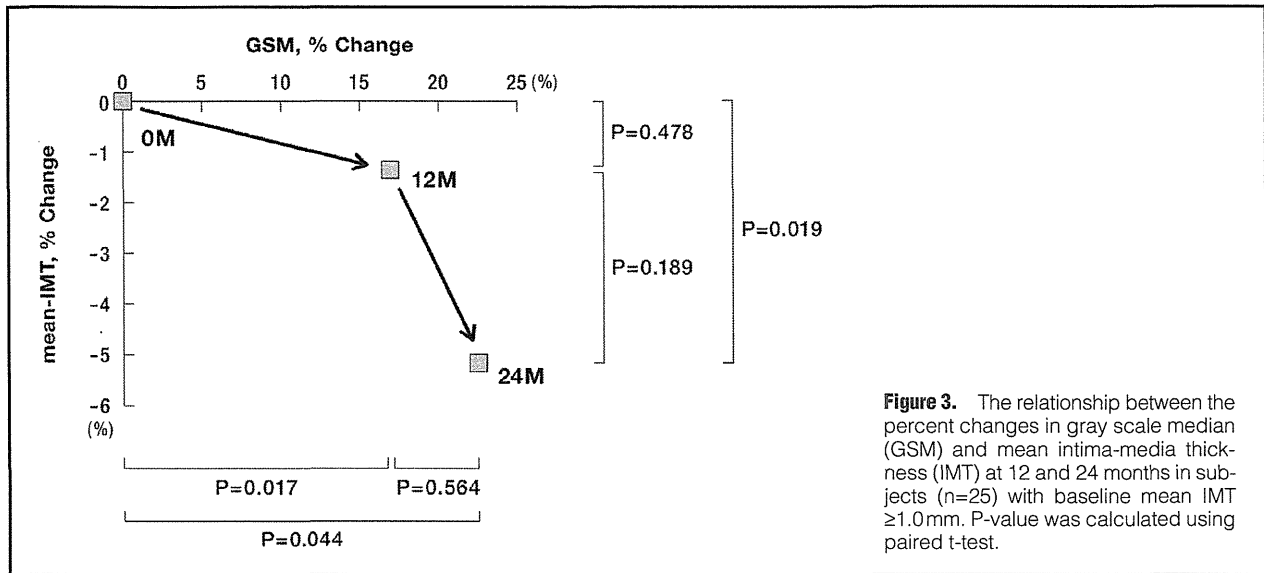 GSM, % Change
0 5 10 15 20 25 (%)
mean-IMT, % Change
0
-1
-2
-3
-4
-5
-6
(%)
0M
12M
24M
P=0.478
P=0.189
P=0.019
P=0.017 P=0.564
P=0.044
Figure 3. The relationship between the
percent changes in gray scale median
(GSM) and mean intima-media thick-
ness (IMT) at 12 and 24 months in sub-
jects (n=25) with baseline mean IMT
≥1.0 mm. P-value was calculated using
paired t-test.